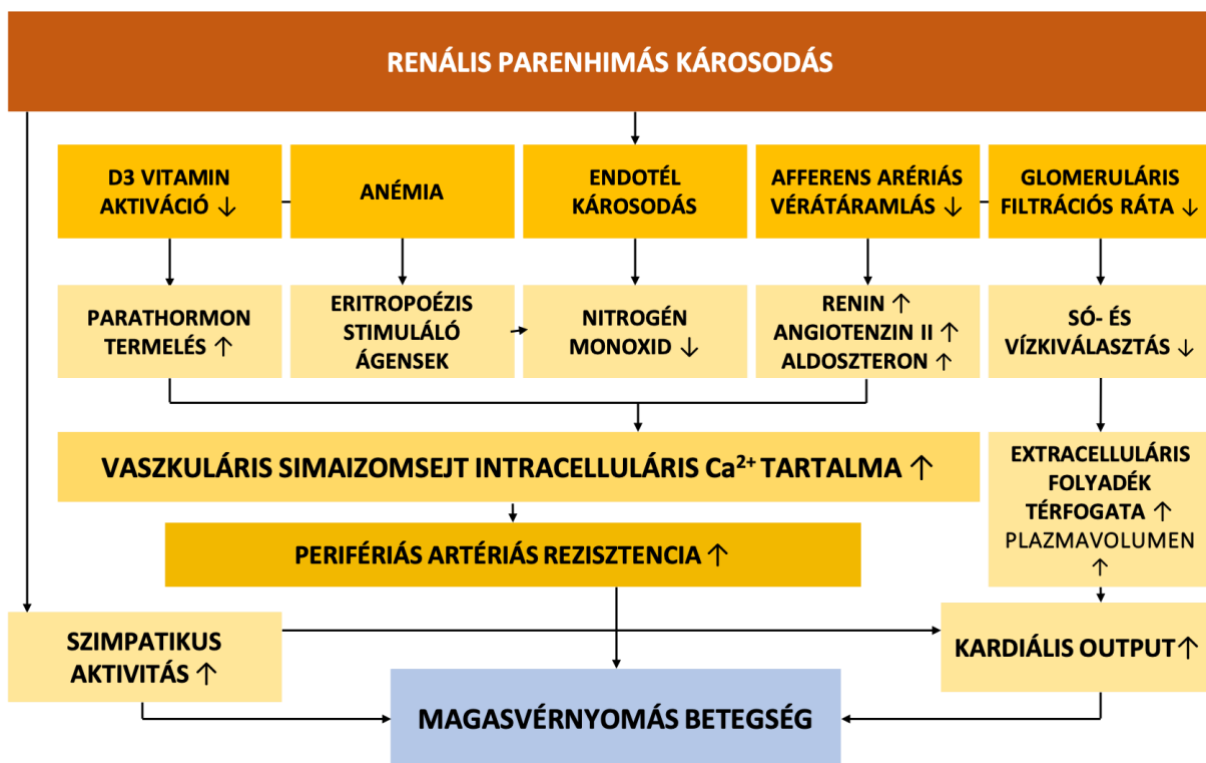 RENÁLIS PARENHIMÁS KÁROSODÁS
D3 VITAMIN
AKTIVÁCIÓ ↓
ANÉMIA
ENDOTÉL
KÁROSODÁS
AFFERENS ARÉRIÁS
VÉRÁTÁRAMLÁS ↓
GLOMERULÁRIS
FILTRÁCIÓS RÁTA ↓
PARATHORMON
TERMELÉS ↑
ERITROPOÉZIS
STIMULÁLÓ
ÁGENSEK
NITROGÉN
MONOXID ↓
RENIN ↑
ANGIOTENZIN II ↑
ALDOSZTERON ↑
SÓ- ÉS
VÍZKIVÁLASZTÁS ↓
VASZKULÁRIS SIMAIZOMSEJT INTRACELLULÁRIS Ca²⁺ TARTALMA ↑
EXTRACELLULÁRIS
FOLYADÉK
TÉRFOGATA ↑
PLAZMAVOLUMEN
↑
PERIFÉRIÁS ARTÉRIÁS REZISTENCIA ↑
SZIMPATIKUS
AKTIVITÁS ↑
KARDIÁLIS OUTPUT ↑
MAGASVÉRNYOMÁS BETEGSÉG